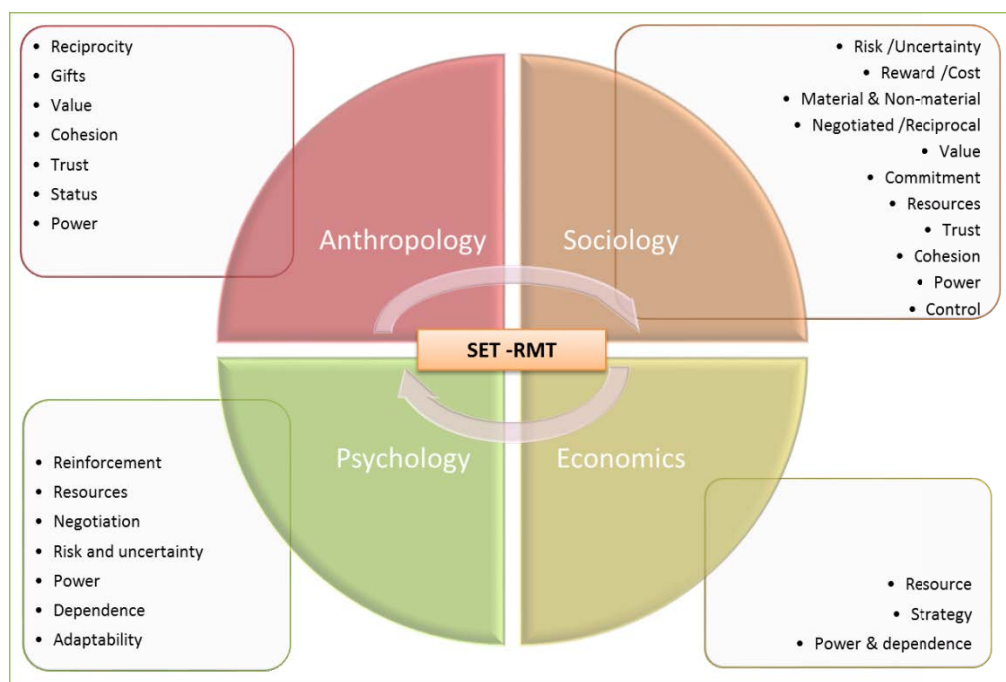 • Reciprocity
• Gifts
• Value
• Cohesion
• Trust
• Status
• Power
• Risk /Uncertainty
• Reward /Cost
• Material & Non-material
• Negotiated /Reciprocal
• Value
• Commitment
• Resources
• Trust
• Cohesion
• Power
• Control
Anthropology
Sociology
SET -RMT
Psychology
Economics
• Reinforcement
• Resources
• Negotiation
• Risk and uncertainty
• Power
• Dependence
• Adaptability
• Resource
• Strategy
• Power & dependence